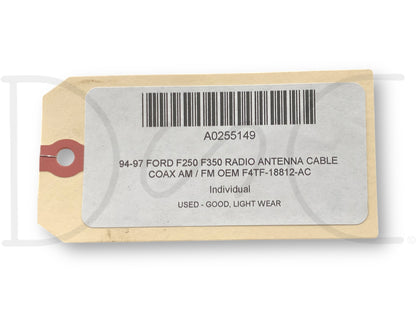 A0255149
94-97 FORD F250 F350 RADIO ANTENNA CABLE
COAX AM / FM OEM F4TF-18812-AC
Individual
USED - GOOD, LIGHT WEAR